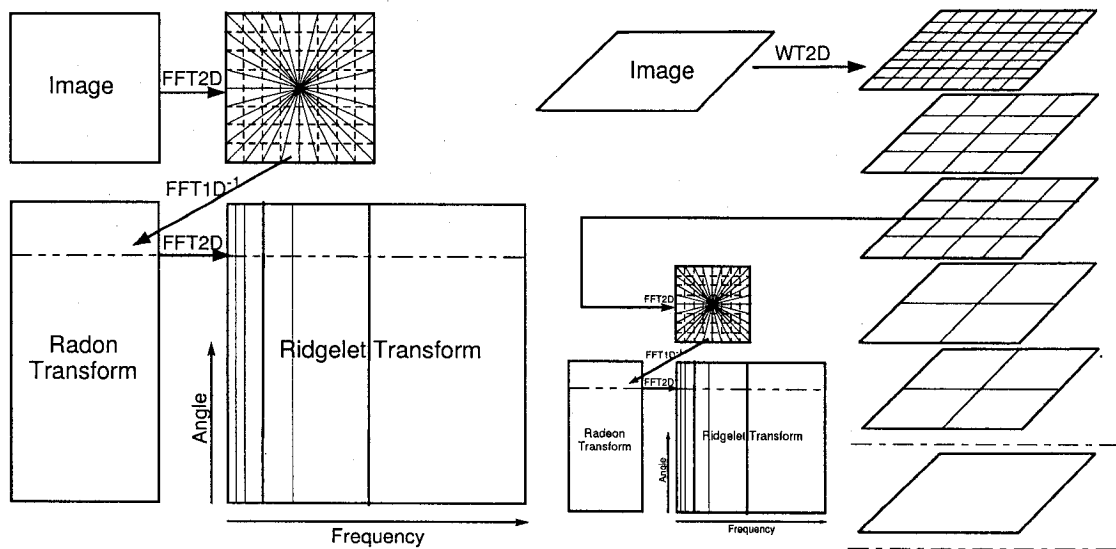 Image
FFT2D
FFT1D-1
FFT2D
Radon
Transform
Ridgelet Transform
Angle
Frequency
Image
WT2D
FFT2D
FFT1D-1
FFT2D
Radeon
Transform
Ridgelet Transform
Angle
Frequency